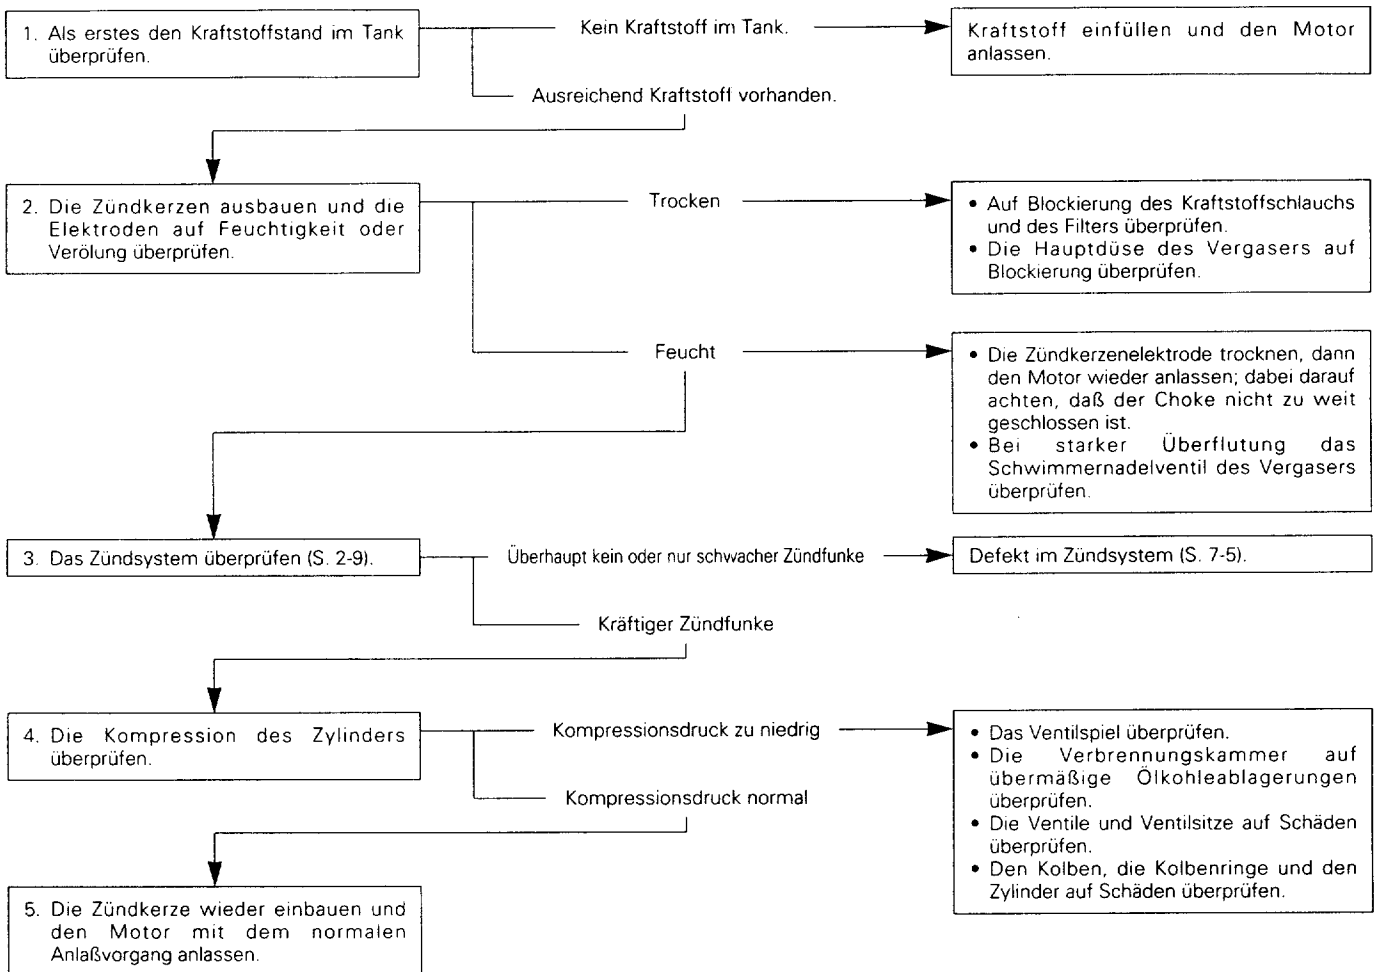 1. Als erstes den Kraftstoffstand im Tank
überprüfen.
Kein Kraftstoff im Tank.
Kraftstoff einfüllen und den Motor
anlassen.
Ausreichend Kraftstoff vorhanden.
2. Die Zündkerzen ausbauen und die
Elektroden auf Feuchtigkeit oder
Verölung überprüfen.
Trocken
• Auf Blockierung des Kraftstoffschlauchs
und des Filters überprüfen.
• Die Hauptdüse des Vergasers auf
Blockierung überprüfen.
Feucht
• Die Zündkerzenelektrode trocknen, dann
den Motor wieder anlassen; dabei darauf
achten, daß der Choke nicht zu weit
geschlossen ist.
• Bei starker Überflutung das
Schwimmernadelventil des Vergasers
überprüfen.
3. Das Zündsystem überprüfen (S. 2-9).
Überhaupt kein oder nur schwacher Zündfunke
Defekt im Zündsystem (S. 7-5).
Kräftiger Zündfunke
4. Die Kompression des Zylinders
überprüfen.
Kompressionsdruck zu niedrig
• Das Ventilspiel überprüfen.
• Die Verbrennungskammer auf
übermäßige Ölkohleablagerungen
überprüfen.
• Die Ventile und Ventilsitze auf Schäden
überprüfen.
• Den Kolben, die Kolbenringe und den
Zylinder auf Schäden überprüfen.
Kompressionsdruck normal
5. Die Zündkerze wieder einbauen und
den Motor mit dem normalen
Anlaßvorgang anlassen.